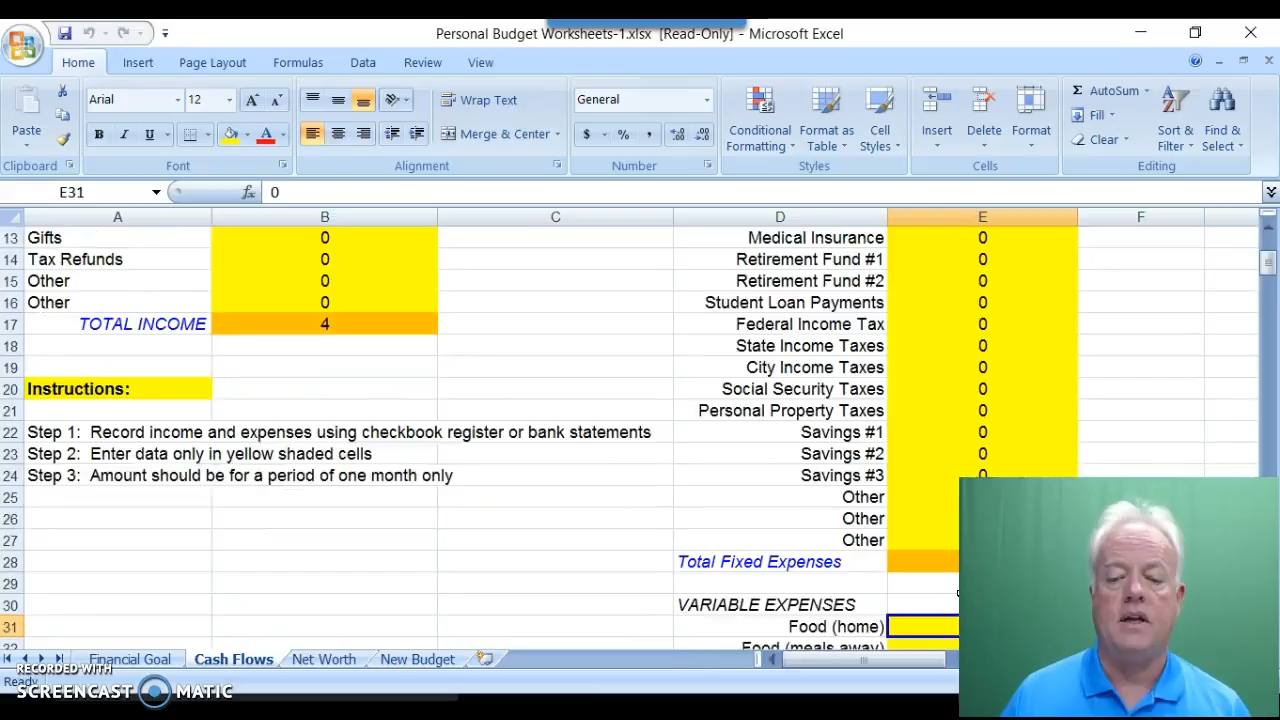 Personal Budget Worksheets-1.xlsx [Read-Only] - Microsoft Excel
Home Insert Page Layout Formulas Data Review View
Paste
Clipboard
Arial 12
B I U
Font
Wrap Text
Merge & Center
Alignment
General
$ % ,
Number
Conditional Formatting
Format as Table
Cell Styles
Styles
Insert Delete Format
Cells
Σ AutoSum
Fill
Clear
Sort & Filter
Find & Select
Editing
E31 fx 0
A B C D E F
13 Gifts 0 Medical Insurance 0
14 Tax Refunds 0 Retirement Fund #1 0
15 Other 0 Retirement Fund #2 0
16 Other 0 Student Loan Payments 0
17 TOTAL INCOME 4 Federal Income Tax 0
18 State Income Taxes 0
19 City Income Taxes 0
20 Instructions: Social Security Taxes 0
21 Personal Property Taxes 0
22 Step 1: Record income and expenses using checkbook register or bank statements Savings #1 0
23 Step 2: Enter data only in yellow shaded cells Savings #2 0
24 Step 3: Amount should be for a period of one month only Savings #3 0
25 Other
26 Other
27 Other
28 Total Fixed Expenses
29
30 VARIABLE EXPENSES
31 Food (home)
32 Food (meals away)
Financial Goal Cash Flows Net Worth New Budget
Ready
RECORDED WITH
SCREENCAST MATIC